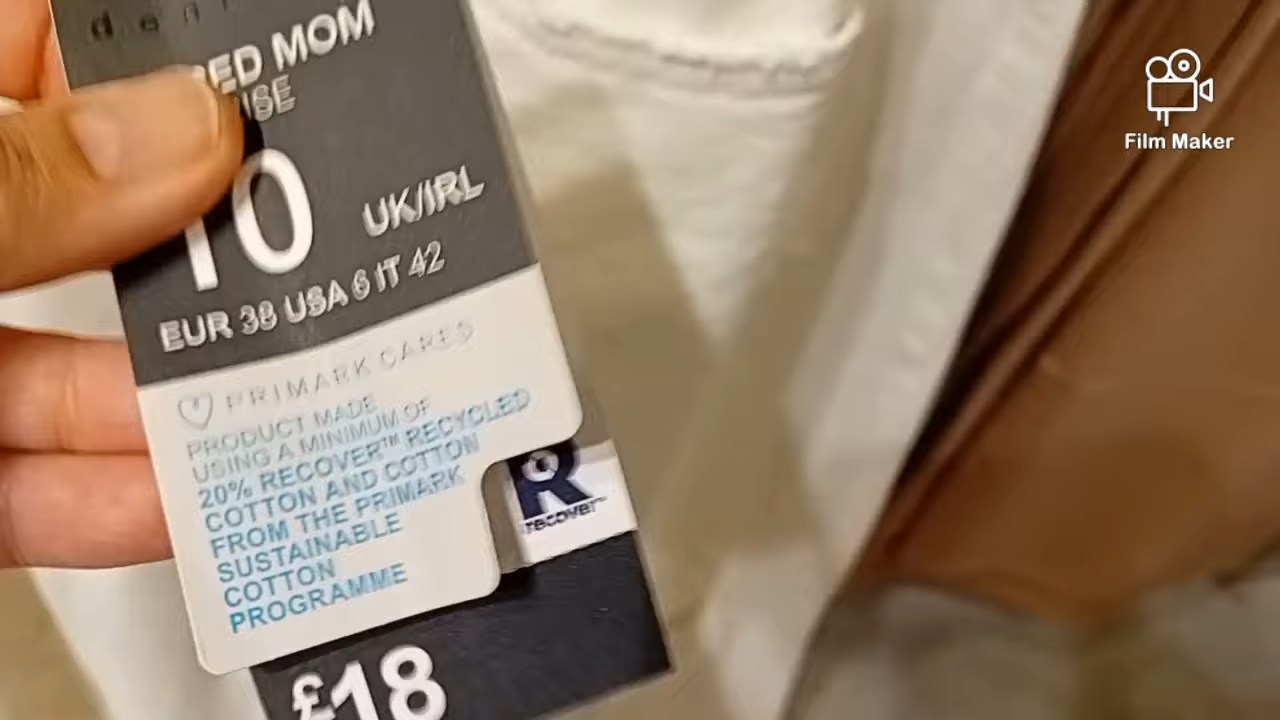 MOM
10 UK/IRL
EUR 38 USA 6 IT 42
PRIMARK CARES
PRODUCT MADE
USING A MINIMUM OF
20% RECOVER™ RECYCLED
COTTON AND COTTON
FROM THE PRIMARK
SUSTAINABLE
COTTON
PROGRAMME
R
recover™
£18
Film Maker